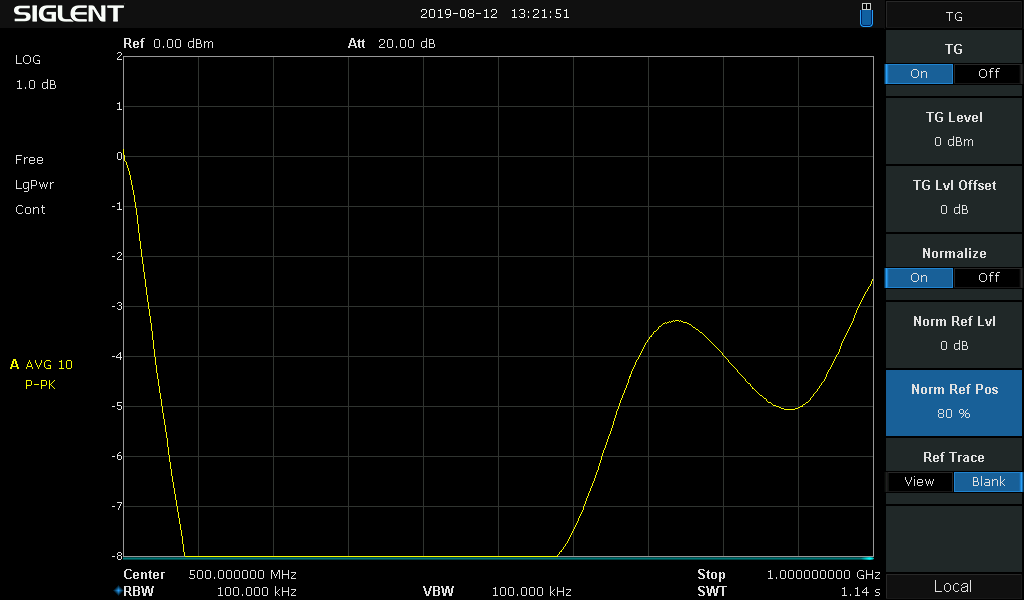 SIGLENT
2019-08-12 13:21:51
TG
Ref 0.00 dBm Att 20.00 dB
LOG
1.0 dB
Free
LgPwr
Cont
A AVG 10
P-PK
2
1
0
-1
-2
-3
-4
-5
-6
-7
-8
Center 500.000000 MHz Stop 1.000000000 GHz
RBW 100.000 kHz VBW 100.000 kHz SWT 1.14 s
TG
On Off
TG Level
0 dBm
TG Lvl Offset
0 dB
Normalize
On Off
Norm Ref Lvl
0 dB
Norm Ref Pos
80 %
Ref Trace
View Blank
Local